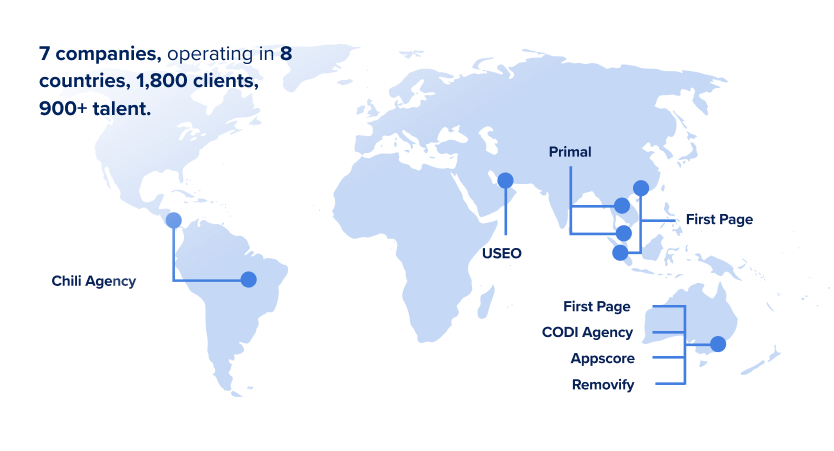 7 companies, operating in 8
countries, 1,800 clients,
900+ talent.
Primal
First Page
USEO
Chili Agency
First Page
CODI Agency
Appscore
Removify